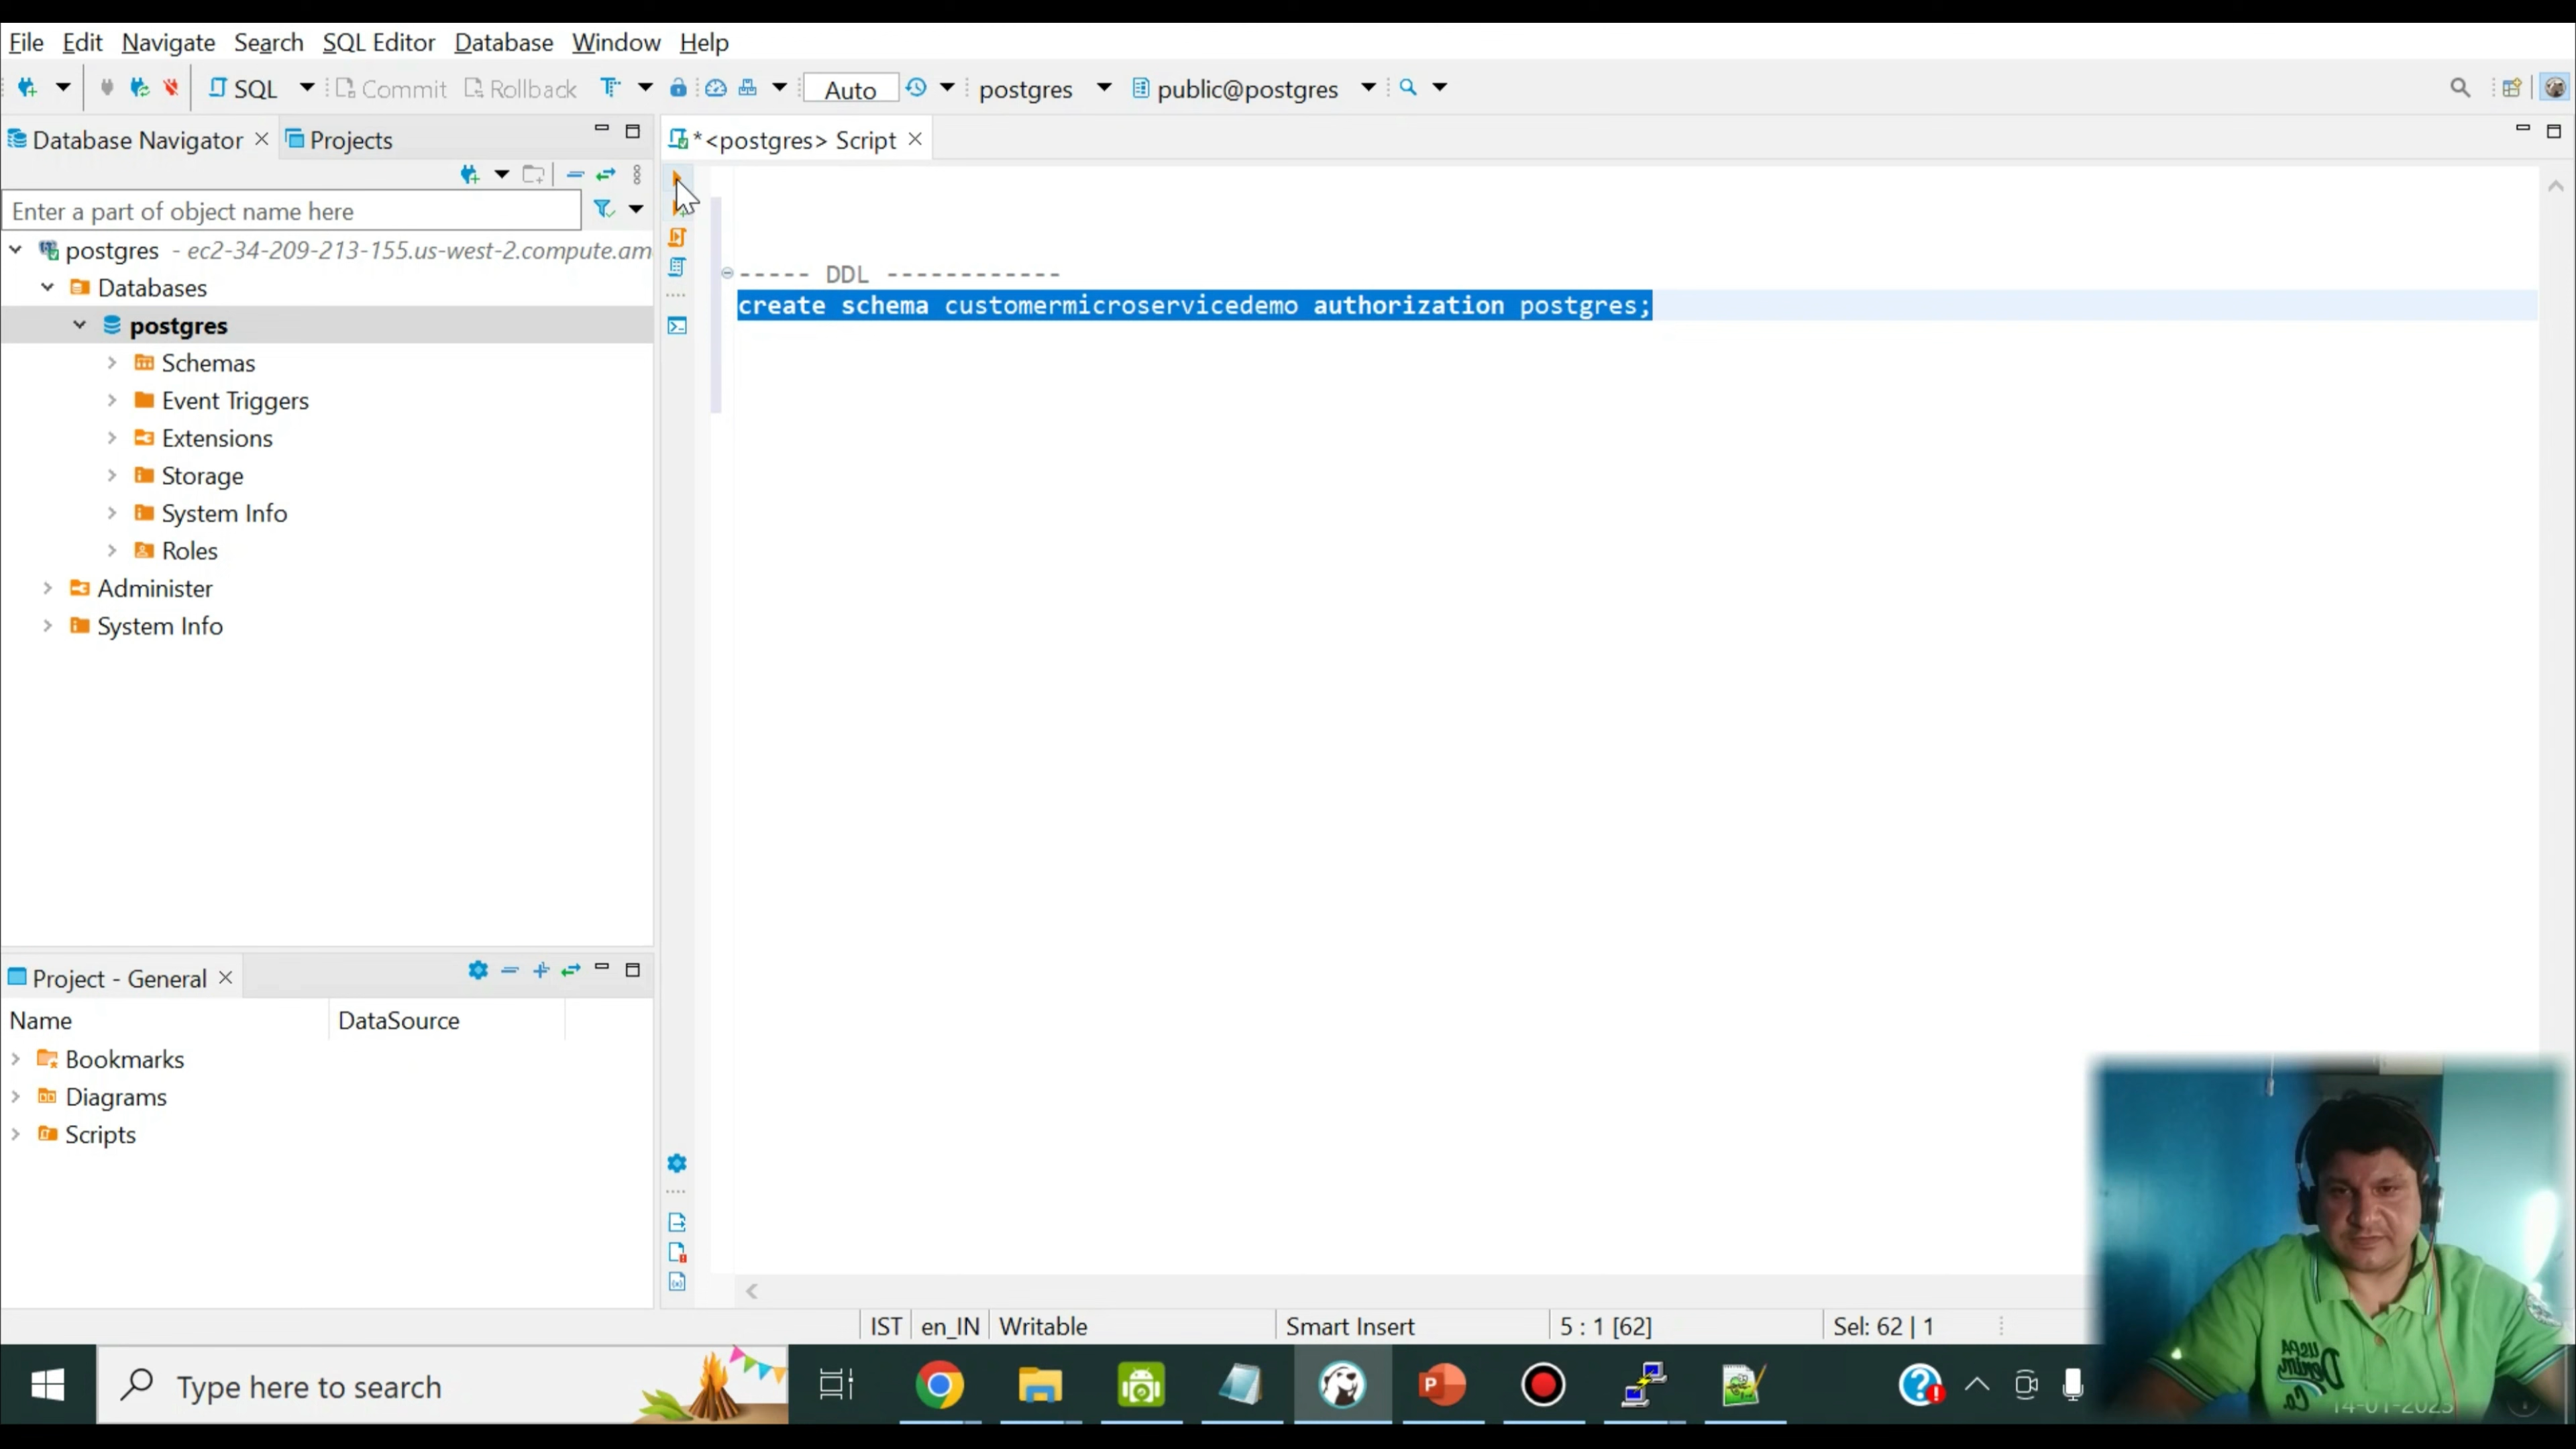 File Edit Navigate Search SQL Editor Database Window Help
SQL Commit Rollback Auto postgres public@postgres
Database Navigator Projects
*<postgres> Script
Enter a part of object name here
postgres - ec2-34-209-213-155.us-west-2.compute.am
Databases
postgres
Schemas
Event Triggers
Extensions
Storage
System Info
Roles
Administer
System Info
----- DDL ------------
create schema customermicroservicedemo authorization postgres;
Project - General
Name DataSource
Bookmarks
Diagrams
Scripts
IST en_IN Writable Smart Insert 5 : 1 [62] Sel: 62 | 1
Type here to search
14-01-2023